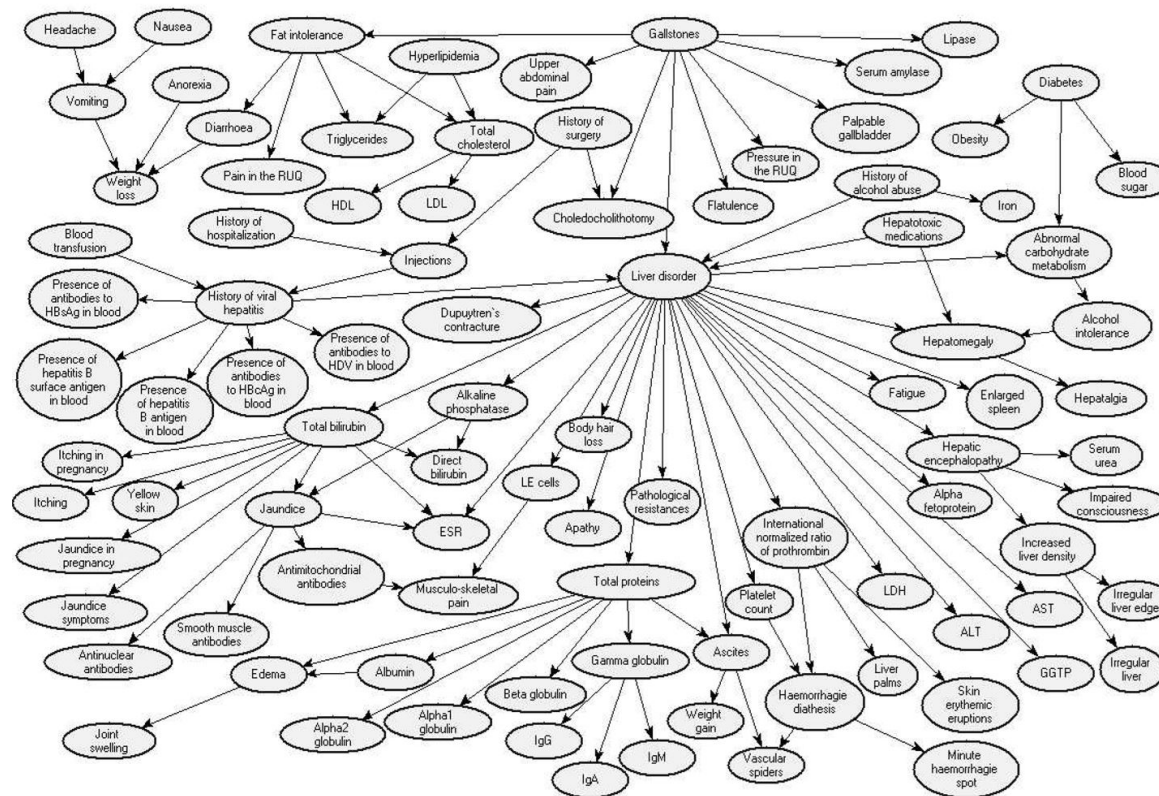 Headache
Nausea
Fat intolerance
Gallstones
Lipase
Hyperlipidemia
Upper
abdominal
pain
Serum amylase
Vomiting
Anorexia
Diabetes
Diarrhoea
Triglycerides
Total
cholesterol
History of
surgery
Palpable
gallbladder
Obesity
Weight
loss
Pain in the RUQ
HDL
LDL
Pressure in
the RUQ
Blood
sugar
History of
alcohol abuse
Choledocholithotomy
Flatulence
Iron
History of
hospitalization
Hepatotoxic
medications
Blood
transfusion
Injections
Liver disorder
Abnormal
carbohydrate
metabolism
Presence of
antibodies to
HBsAg in blood
History of viral
hepatitis
Dupuytren`s
contracture
Alcohol
intolerance
Hepatomegaly
Presence of
hepatitis B
surface antigen
in blood
Presence
of hepatitis
B antigen
in blood
Presence of
antibodies
to HBcAg in
blood
Presence of
antibodies to
HDV in blood
Alkaline
phosphatase
Fatigue
Enlarged
spleen
Hepatalgia
Total bilirubin
Body hair
loss
Hepatic
encephalopathy
Serum
urea
Itching in
pregnancy
Direct
bilirubin
Itching
Yellow
skin
Jaundice
LE cells
Pathological
resistances
Alpha
fetoprotein
Impaired
consciousness
ESR
Apathy
International
normalized ratio
of prothrombin
Increased
liver density
Jaundice in
pregnancy
Antimitochondrial
antibodies
Musculo-skeletal
pain
Total proteins
Platelet
count
LDH
AST
Irregular
liver edge
Jaundice
symptoms
Smooth muscle
antibodies
ALT
Antinuclear
antibodies
Edema
Albumin
Gamma globulin
Ascites
Liver
palms
GGTP
Irregular
liver
Beta globulin
Haemorrhagie
diathesis
Skin
erythemic
eruptions
Joint
swelling
Alpha2
globulin
Alpha1
globulin
IgG
IgA
IgM
Weight
gain
Vascular
spiders
Minute
haemorrhagie
spot